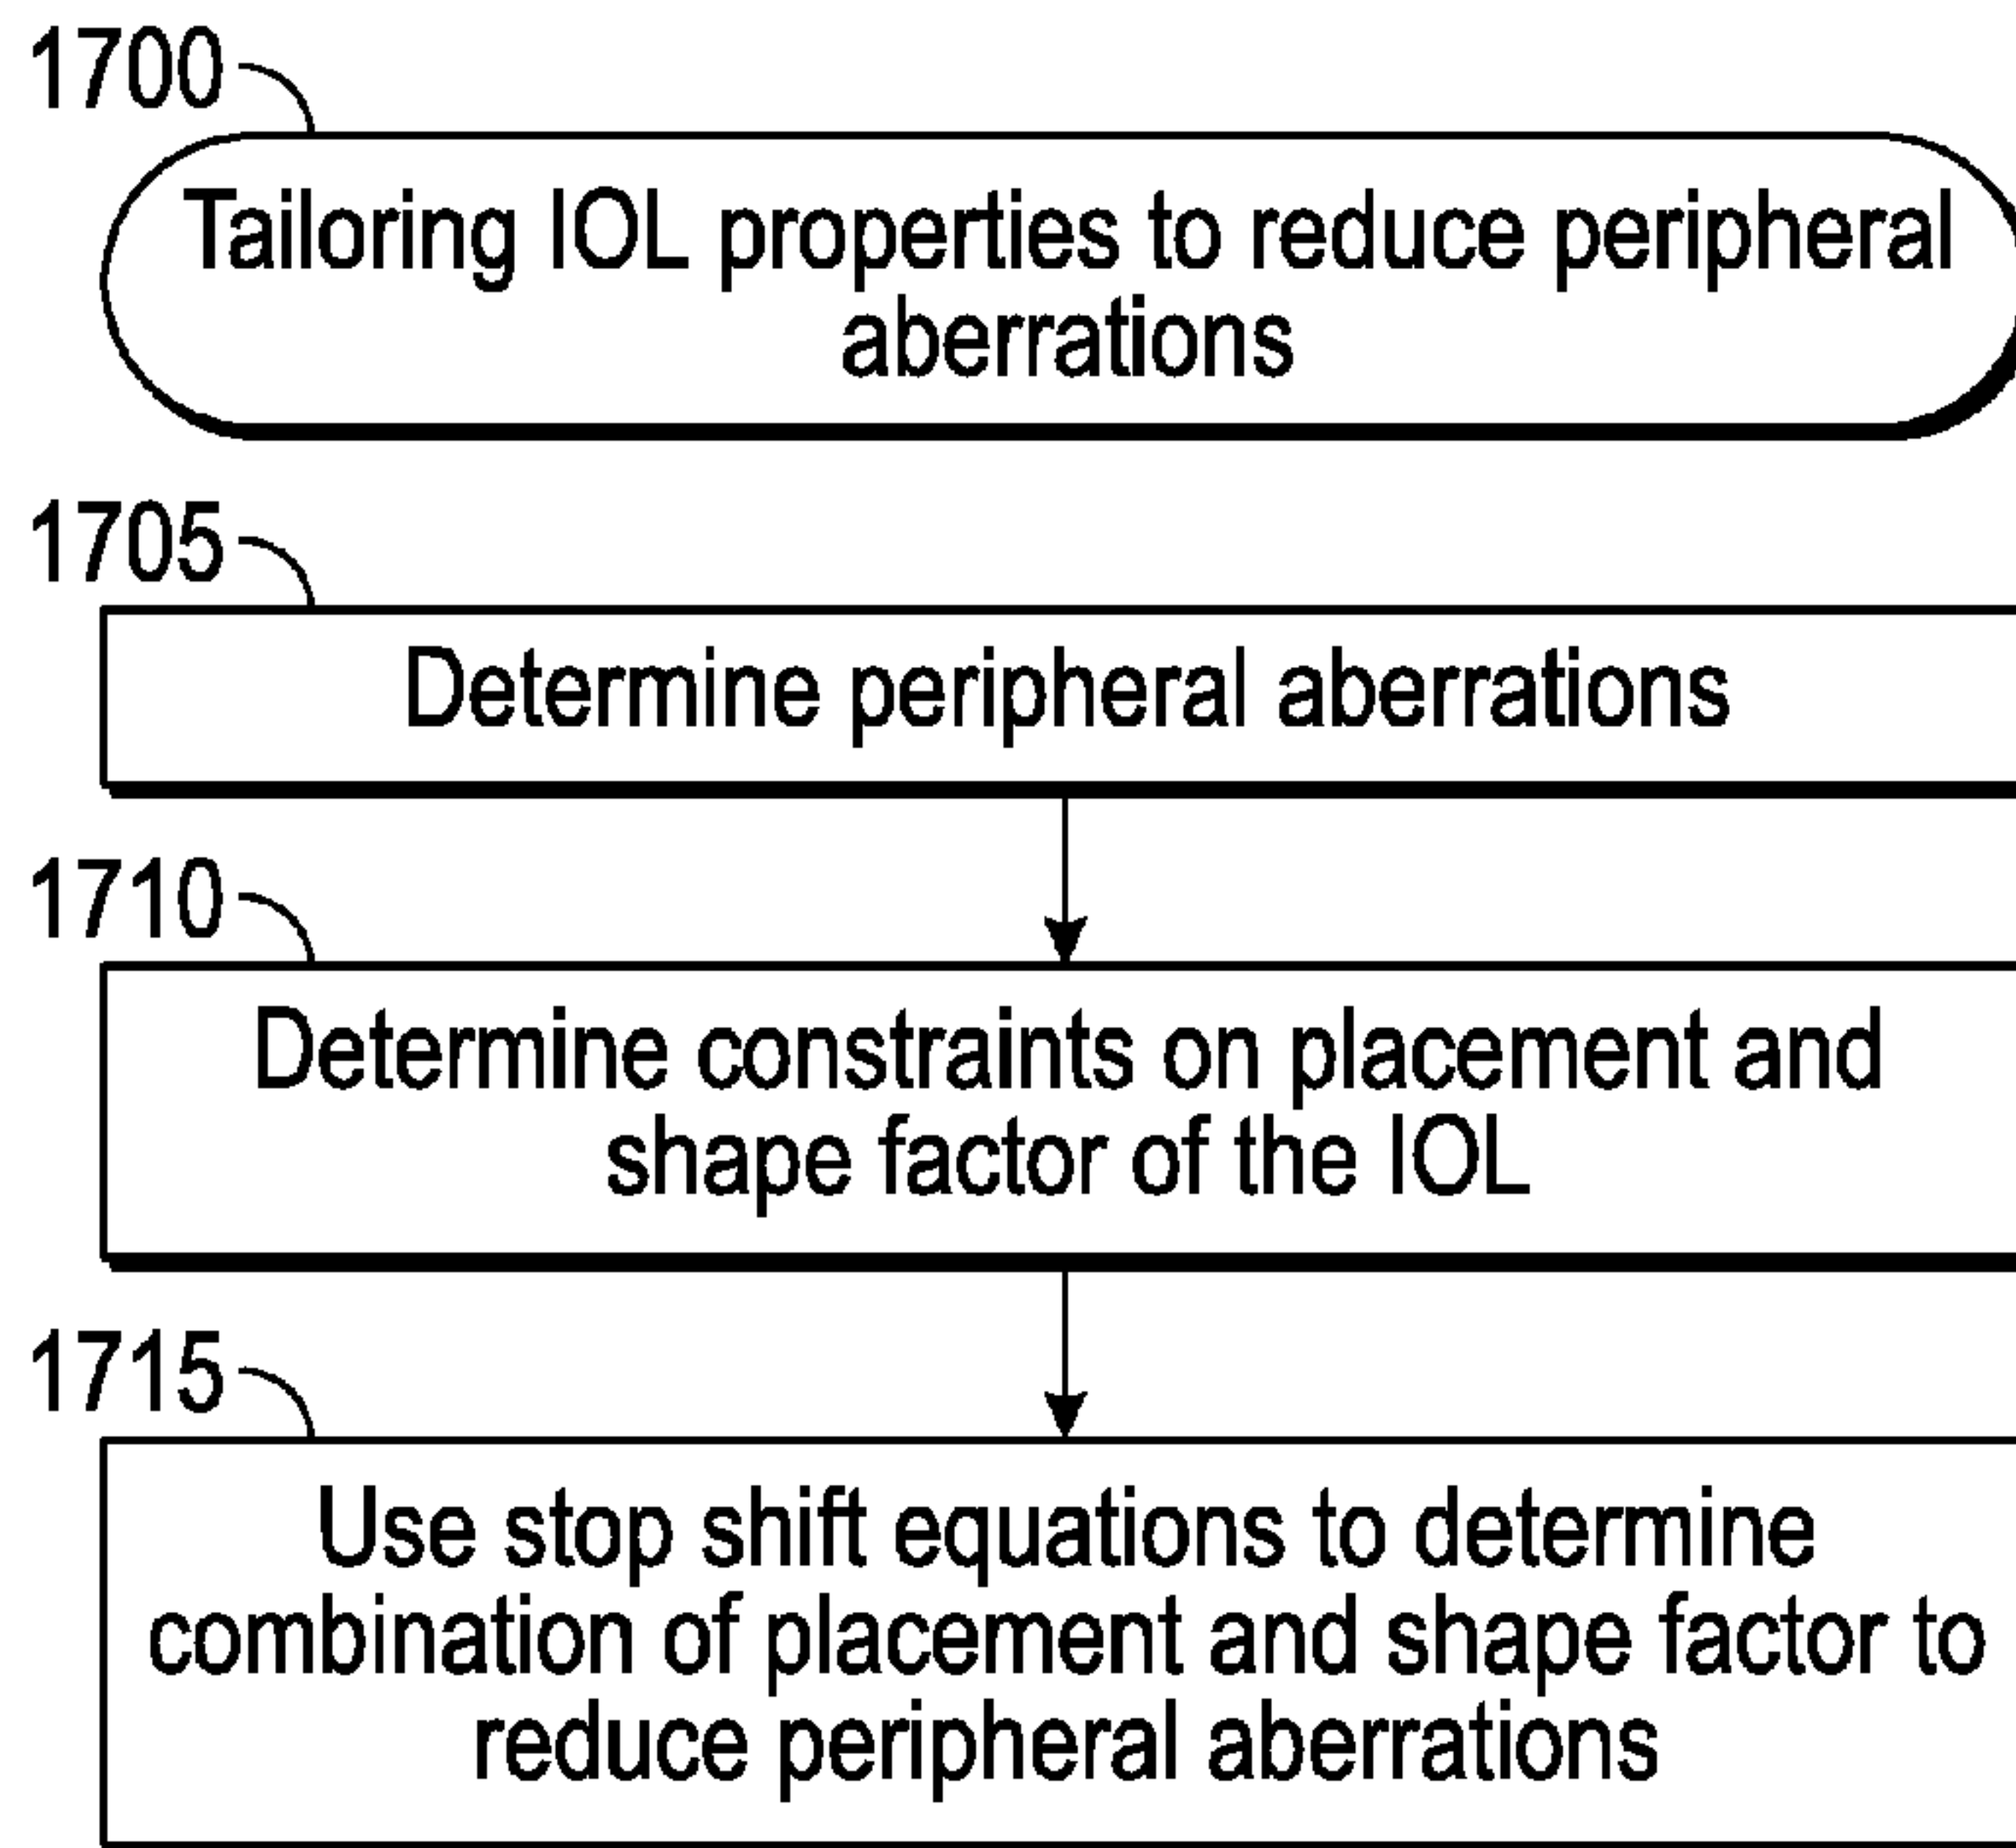 1700
Tailoring IOL properties to reduce peripheral
aberrations
1705
Determine peripheral aberrations
1710
Determine constraints on placement and
shape factor of the IOL
1715
Use stop shift equations to determine
combination of placement and shape factor to
reduce peripheral aberrations